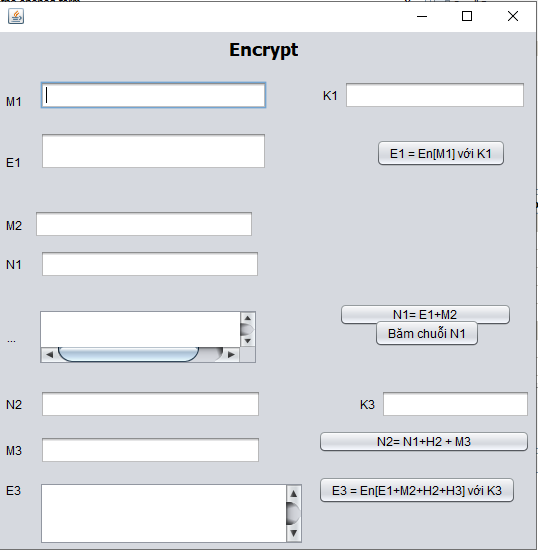 Encrypt
M1
K1
E1
E1 = En[M1] với K1
M2
N1
N1= E1+M2
...
Băm chuỗi N1
N2
K3
M3
N2= N1+H2 + M3
E3
E3 = En[E1+M2+H2+H3] với K3